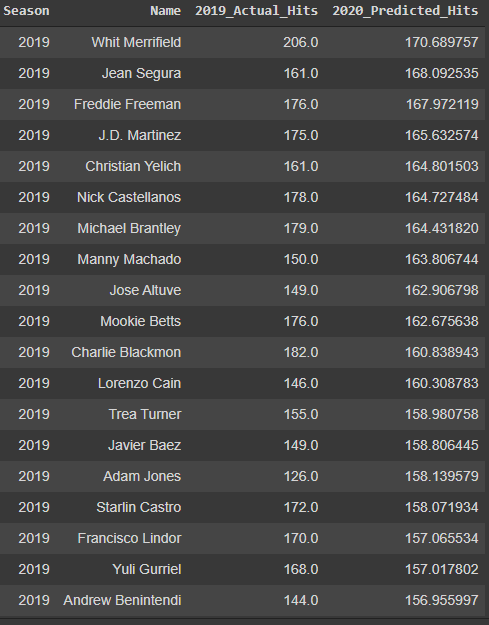 Season Name 2019_Actual_Hits 2020_Predicted_Hits
2019 Whit Merrifield 206.0 170.689757
2019 Jean Segura 161.0 168.092535
2019 Freddie Freeman 176.0 167.972119
2019 J.D. Martinez 175.0 165.632574
2019 Christian Yelich 161.0 164.801503
2019 Nick Castellanos 178.0 164.727484
2019 Michael Brantley 179.0 164.431820
2019 Manny Machado 150.0 163.806744
2019 Jose Altuve 149.0 162.906798
2019 Mookie Betts 176.0 162.675638
2019 Charlie Blackmon 182.0 160.838943
2019 Lorenzo Cain 146.0 160.308783
2019 Trea Turner 155.0 158.980758
2019 Javier Baez 149.0 158.806445
2019 Adam Jones 126.0 158.139579
2019 Starlin Castro 172.0 158.071934
2019 Francisco Lindor 170.0 157.065534
2019 Yuli Gurriel 168.0 157.017802
2019 Andrew Benintendi 144.0 156.955997